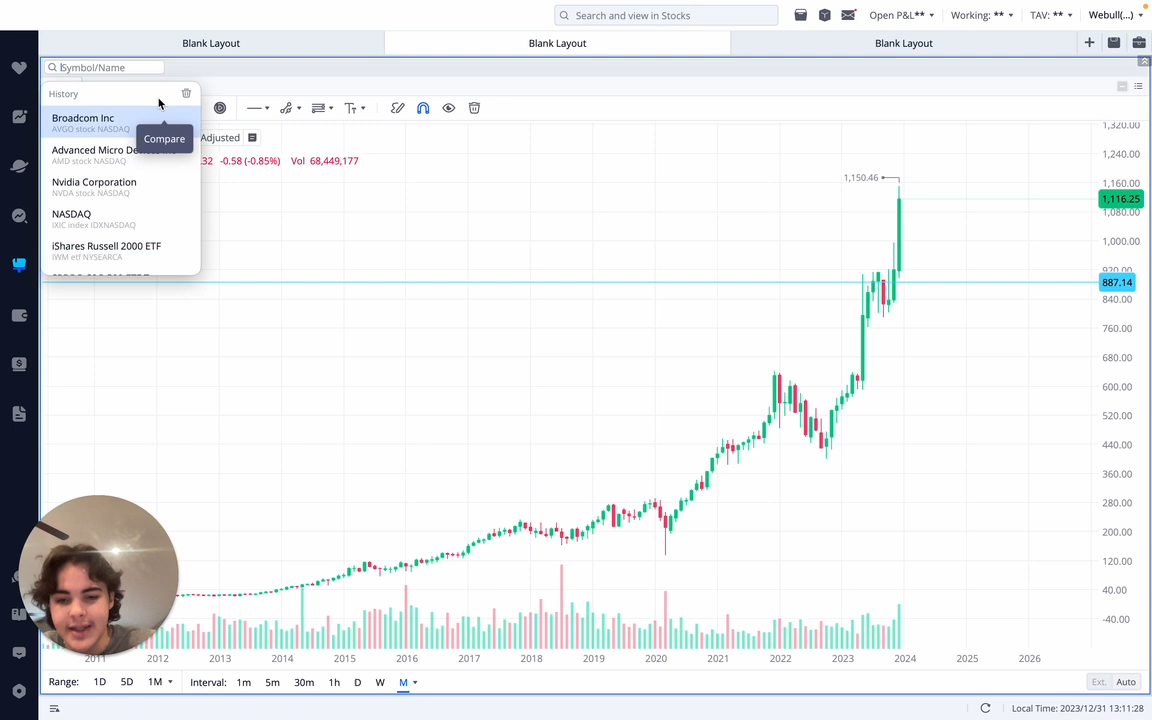 Search and view in Stocks
Open P&L**
Working: **
TAV: **
Webull(...)
Blank Layout
Blank Layout
Blank Layout
Symbol/Name
History
Broadcom Inc
AVGO stock NASDAQ
Compare
Advanced Micro
AMD stock NASDAQ
Nvidia Corporation
NVDA stock NASDAQ
NASDAQ
IXIC index IDXNASDAQ
iShares Russell 2000 ETF
IWM etf NYSEARCA
Tт
Adjusted
.32 -0.58 (-0.85%) Vol 68,449,177
1,150.46
1,320.00
1,240.00
1,160.00
1,116.25
1,080.00
1,000.00
920.00
887.14
840.00
760.00
680.00
600.00
520.00
440.00
360.00
280.00
200.00
120.00
40.00
-40.00
2011 2012 2013 2014 2015 2016 2017 2018 2019 2020 2021 2022 2023 2024 2025 2026
Range: 1D 5D 1M Interval: 1m 5m 30m 1h D W M
Ext. Auto
Local Time: 2023/12/31 13:11:28